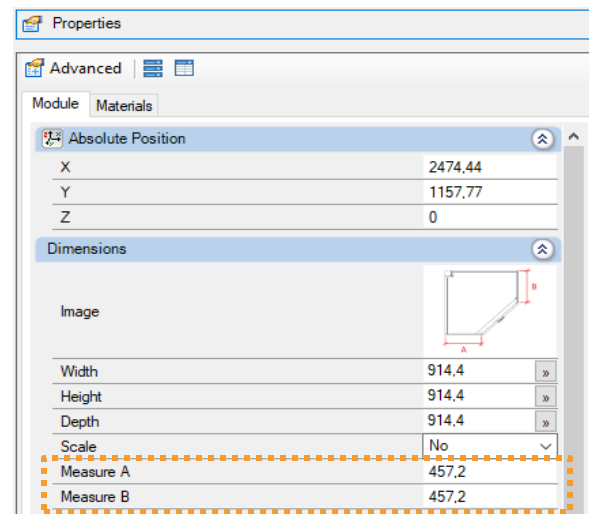 Properties
Advanced
Module Materials
Absolute Position
X 2474,44
Y 1157,77
Z 0
Dimensions
Image
B
A
Width 914,4 »
Height 914,4 »
Depth 914,4 »
Scale No
Measure A 457,2
Measure B 457,2